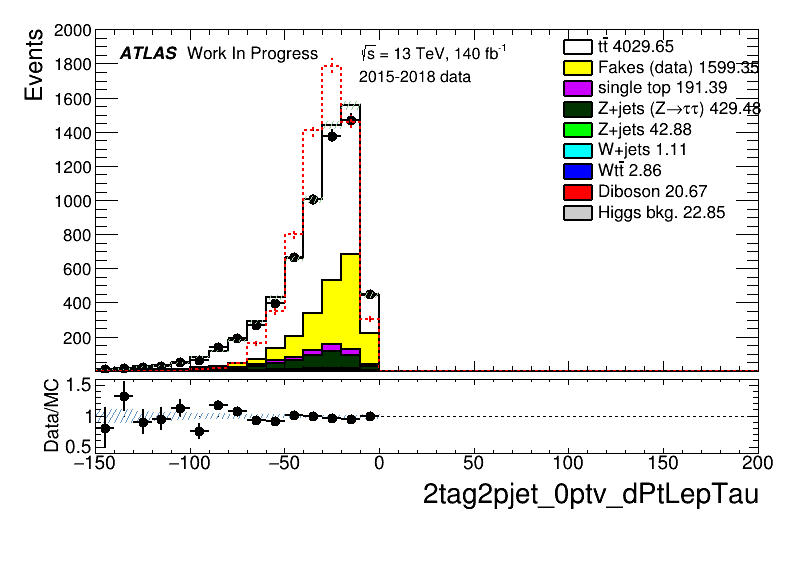 Events
2000
1800
1600
1400
1200
1000
800
600
400
200
ATLAS Work In Progress
√s = 13 TeV, 140 fb⁻¹
2015-2018 data
tt̄ 4029.65
Fakes (data) 1599.35
single top 191.39
Z+jets (Z→ττ) 429.48
Z+jets 42.88
W+jets 1.11
Wtt̄ 2.86
Diboson 20.67
Higgs bkg. 22.85
Data/MC
1.5
1
0.5
−150 −100 −50 0 50 100 150 200
2tag2pjet_0ptv_dPtLepTau